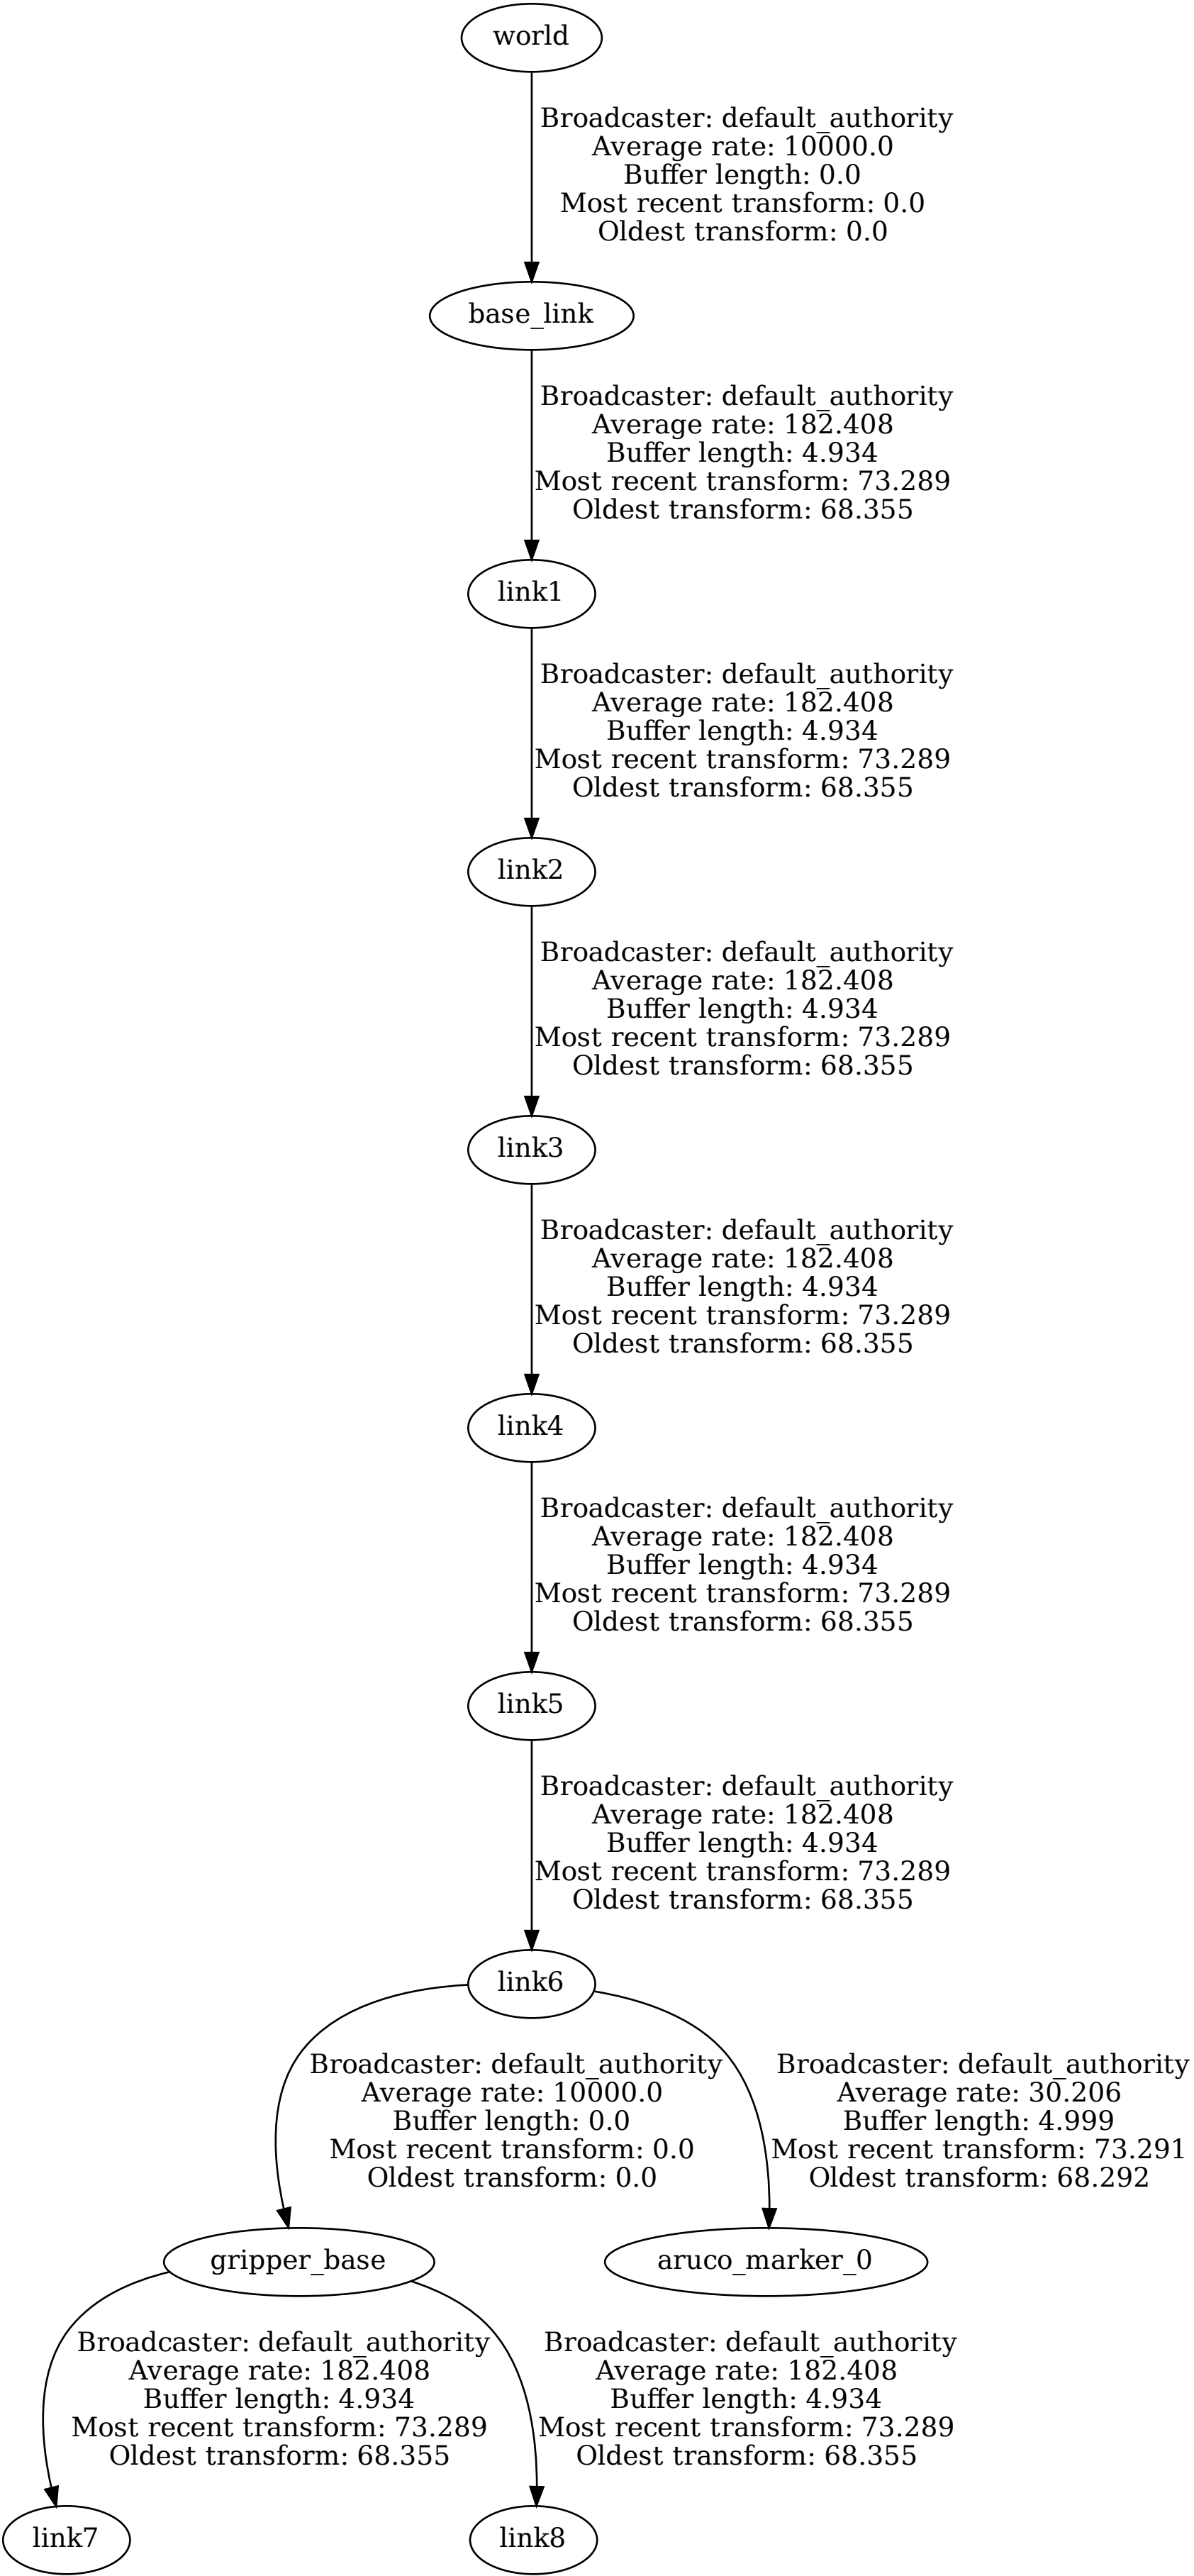 world
Broadcaster: default_authority
Average rate: 10000.0
Buffer length: 0.0
Most recent transform: 0.0
Oldest transform: 0.0
base_link
Broadcaster: default_authority
Average rate: 182.408
Buffer length: 4.934
Most recent transform: 73.289
Oldest transform: 68.355
link1
Broadcaster: default_authority
Average rate: 182.408
Buffer length: 4.934
Most recent transform: 73.289
Oldest transform: 68.355
link2
Broadcaster: default_authority
Average rate: 182.408
Buffer length: 4.934
Most recent transform: 73.289
Oldest transform: 68.355
link3
Broadcaster: default_authority
Average rate: 182.408
Buffer length: 4.934
Most recent transform: 73.289
Oldest transform: 68.355
link4
Broadcaster: default_authority
Average rate: 182.408
Buffer length: 4.934
Most recent transform: 73.289
Oldest transform: 68.355
link5
Broadcaster: default_authority
Average rate: 182.408
Buffer length: 4.934
Most recent transform: 73.289
Oldest transform: 68.355
link6
Broadcaster: default_authority
Average rate: 10000.0
Buffer length: 0.0
Most recent transform: 0.0
Oldest transform: 0.0
Broadcaster: default_authority
Average rate: 30.206
Buffer length: 4.999
Most recent transform: 73.291
Oldest transform: 68.292
gripper_base
aruco_marker_0
Broadcaster: default_authority
Average rate: 182.408
Buffer length: 4.934
Most recent transform: 73.289
Oldest transform: 68.355
Broadcaster: default_authority
Average rate: 182.408
Buffer length: 4.934
Most recent transform: 73.289
Oldest transform: 68.355
link7
link8